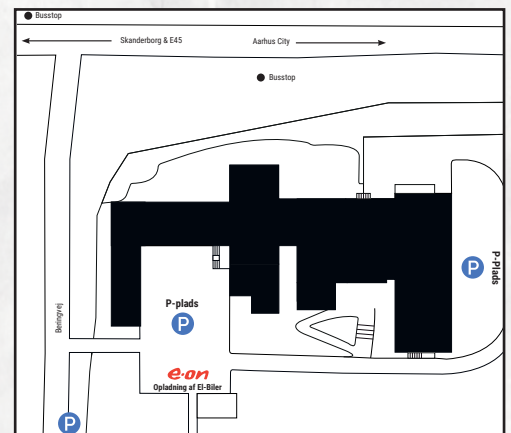 Busstop
Skanderborg & E45
Aarhus City
Busstop
P-plads
P
P
P-Plads
Beringvej
e·on
Opladning af El-Biler
P